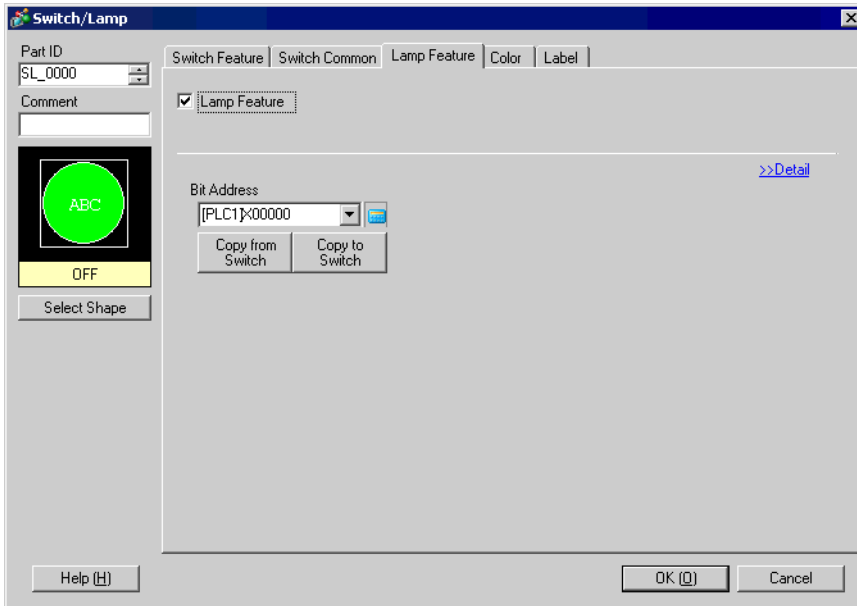 Switch/Lamp
Part ID
SL_0000
Comment
ABC
OFF
Select Shape
Switch Feature
Switch Common
Lamp Feature
Color
Label
Lamp Feature
>>Detail
Bit Address
[PLC1]X00000
Copy from
Switch
Copy to
Switch
Help (H)
OK (O)
Cancel